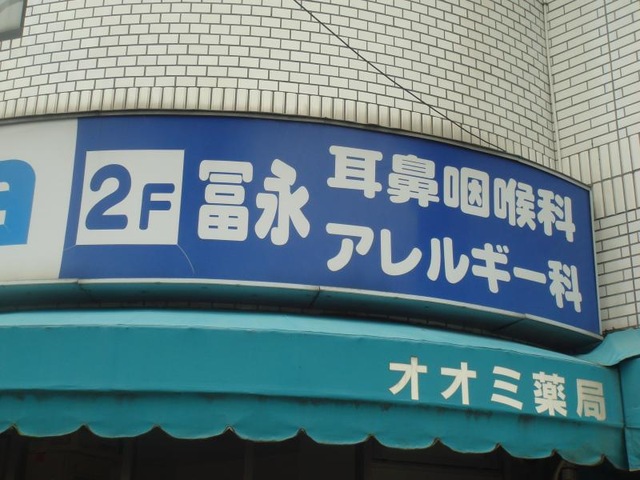 2F
冨永
耳鼻咽喉科
アレルギー科
オオミ薬局